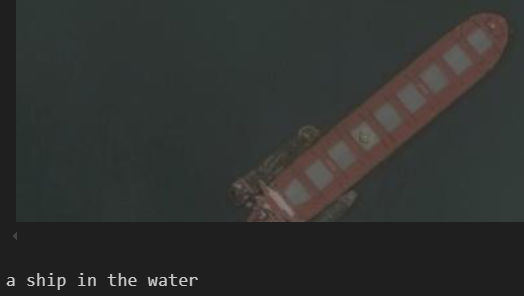 a ship in the water